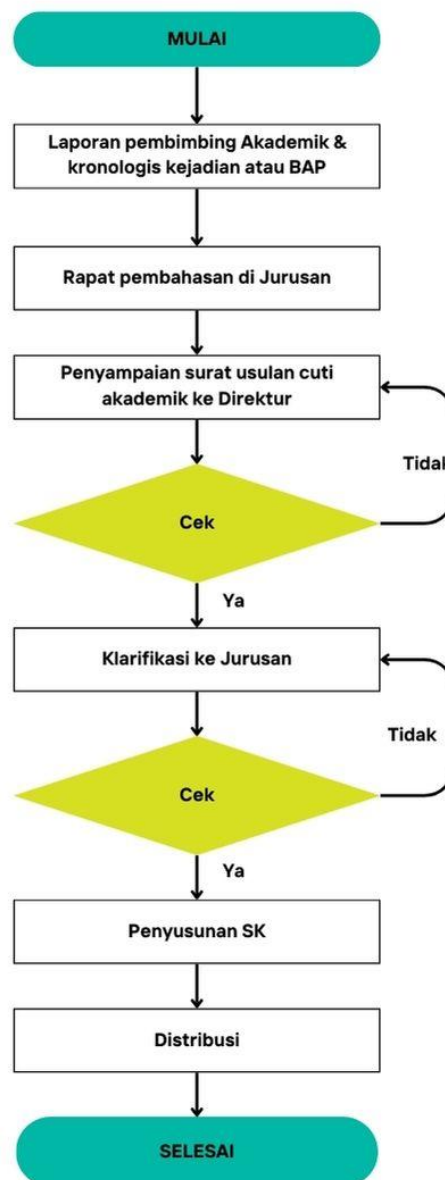 MULAI
Laporan pembimbing Akademik &
kronologis kejadian atau BAP
Rapat pembahasan di Jurusan
Penyampaian surat usulan cuti
akademik ke Direktur
Tidak
Cek
Ya
Klarifikasi ke Jurusan
Tidak
Cek
Ya
Penyusunan SK
Distribusi
SELESAI